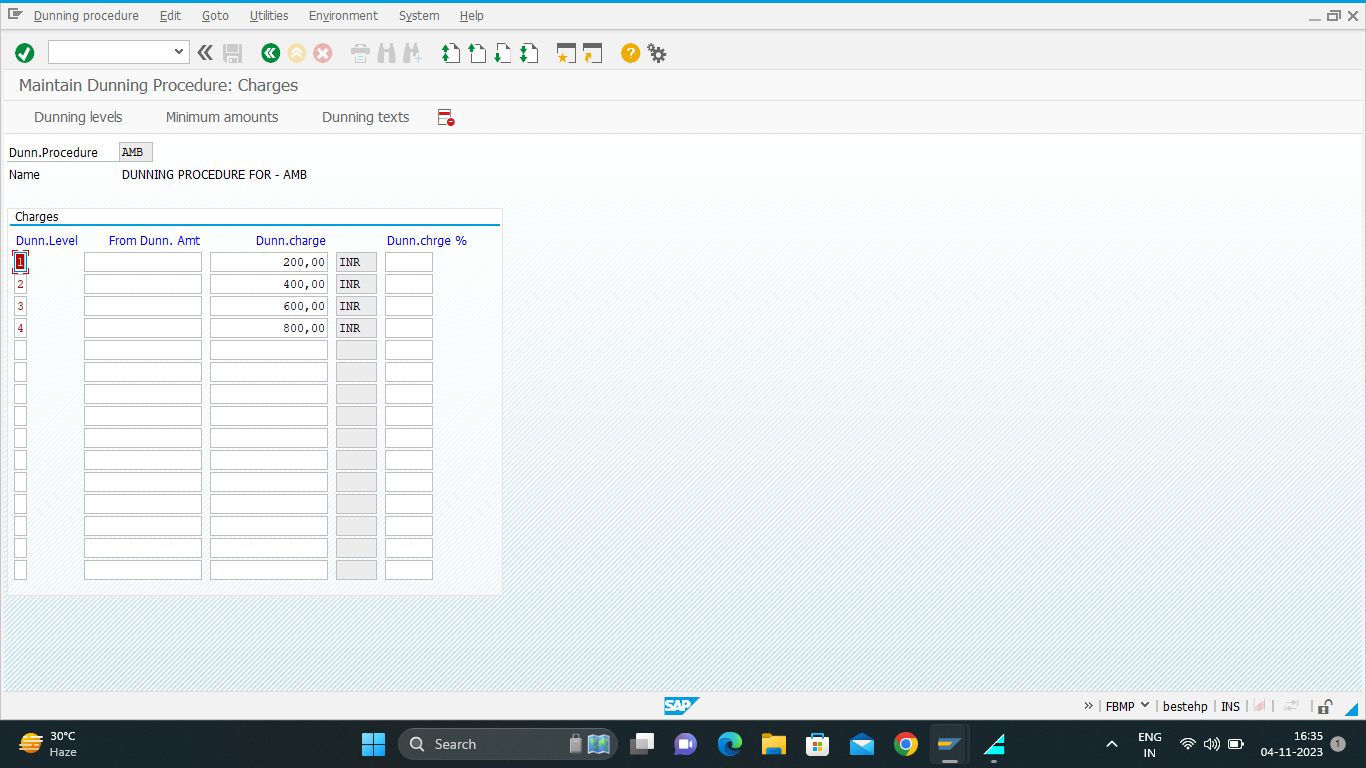 Dunning procedure Edit Goto Utilities Environment System Help
Maintain Dunning Procedure: Charges
Dunning levels Minimum amounts Dunning texts
Dunn.Procedure AMB
Name DUNNING PROCEDURE FOR - AMB
Charges
Dunn.Level From Dunn. Amt Dunn.charge Dunn.chrge %
1 200,00 INR
2 400,00 INR
3 600,00 INR
4 800,00 INR
SAP
FBMP bestehp INS
30°C
Haze
Search
ENG
IN
16:35
04-11-2023
1